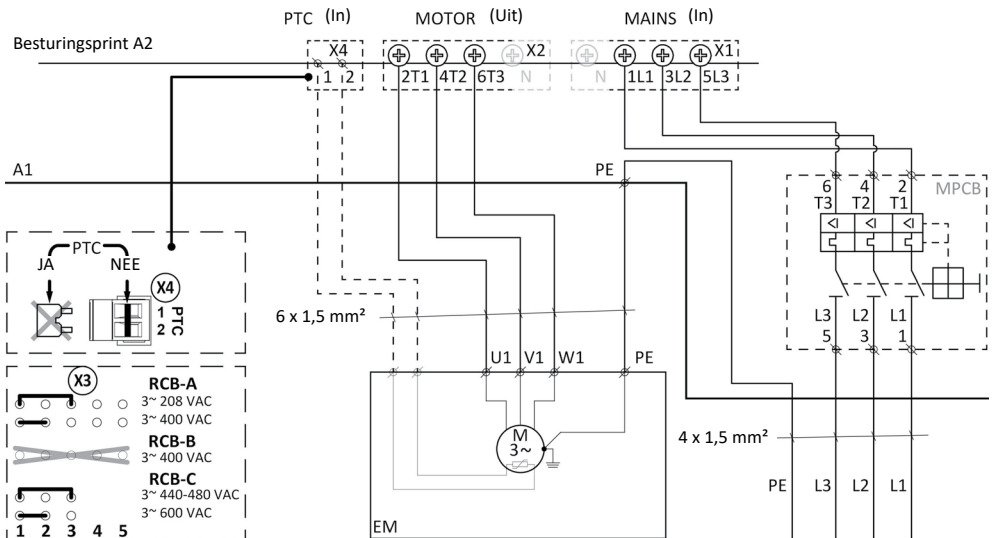 PTC (In) MOTOR (Uit) MAINS (In)
Besturingsprint A2
X4 X2 X1
1 2 2T1 4T2 6T3 N N 1L1 3L2 5L3
A1 PE
6 4 2 MPCB
T3 T2 T1
PTC
JA NEE
X4
1
2
PTC
6 x 1,5 mm²
L3 L2 L1
5 3 1
U1 V1 W1 PE
X3
RCB-A
3~ 208 VAC
3~ 400 VAC
RCB-B
3~ 400 VAC
RCB-C
3~ 440-480 VAC
3~ 600 VAC
1 2 3 4 5
M
3~
4 x 1,5 mm²
PE L3 L2 L1
EM